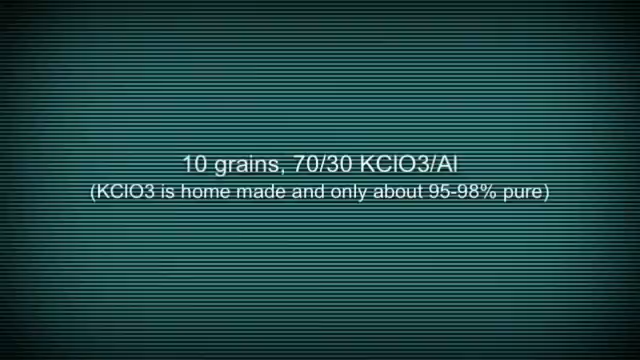 10 grains, 70/30 KClO3/Al
(KClO3 is home made and only about 95-98% pure)